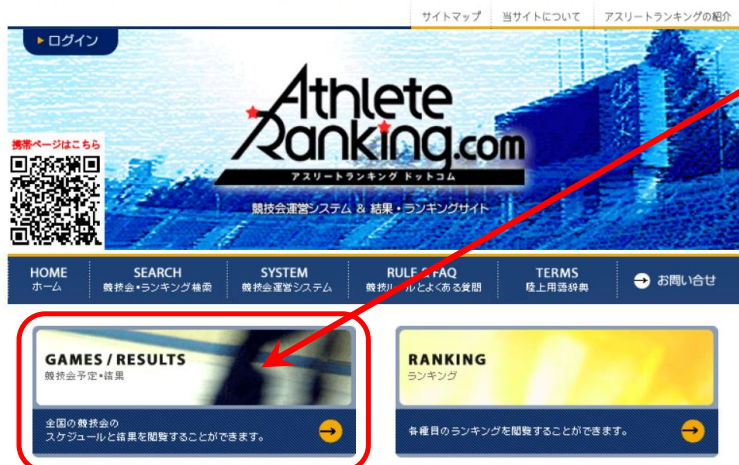 サイトマップ
当サイトについて
アスリートランキングの紹介
ログイン
Athlete
Ranking.com
アスリートランキング ドットコム
競技会運営システム & 結果・ランキングサイト
携帯ページはこちら
HOME
ホーム
SEARCH
競技会・ランキング検索
SYSTEM
競技会運営システム
RULE & FAQ
競技ルールとよくある質問
TERMS
陸上用語辞典
お問い合せ
GAMES / RESULTS
競技会予定・結果
全国の競技会の
スケジュールと結果を閲覧することができます。
RANKING
ランキング
各種目のランキングを閲覧することができます。